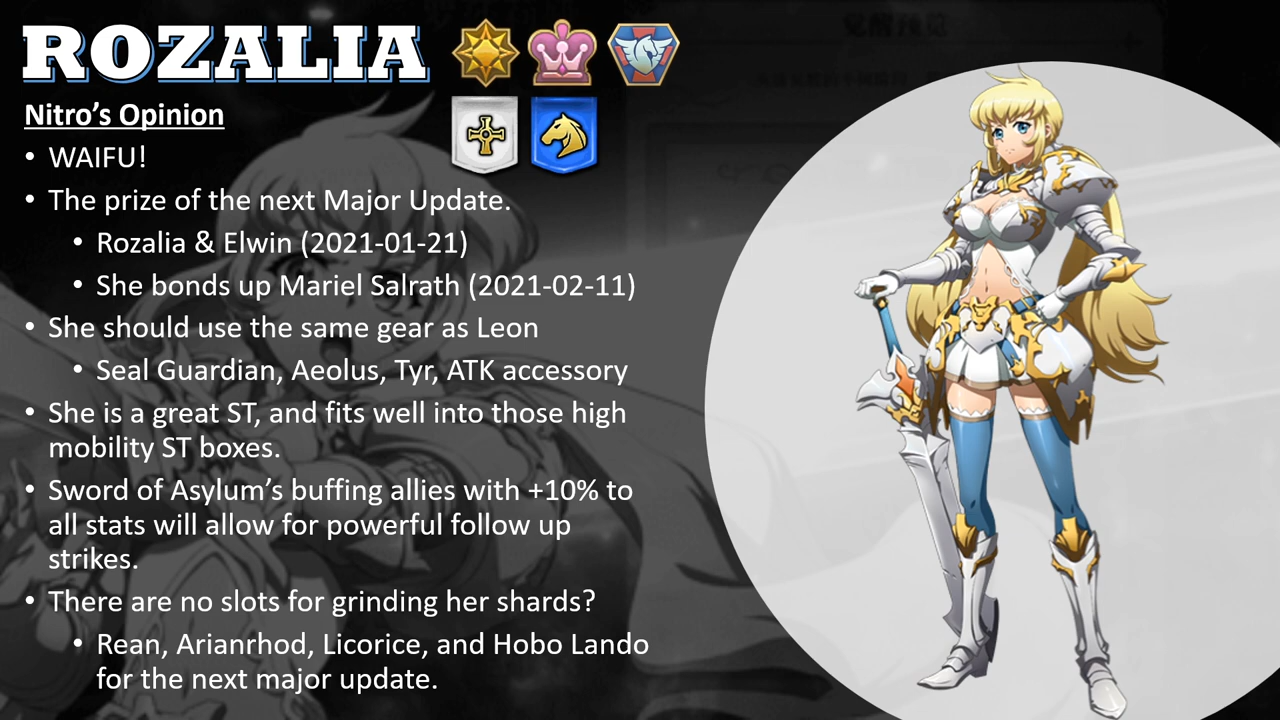 ROZALIA
Nitro’s Opinion
• WAIFU!
• The prize of the next Major Update.
• Rozalia & Elwin (2021-01-21)
• She bonds up Mariel Salrath (2021-02-11)
• She should use the same gear as Leon
• Seal Guardian, Aeolus, Tyr, ATK accessory
• She is a great ST, and fits well into those high
mobility ST boxes.
• Sword of Asylum’s buffing allies with +10% to
all stats will allow for powerful follow up
strikes.
• There are no slots for grinding her shards?
• Rean, Arianrhod, Licorice, and Hobo Lando
for the next major update.